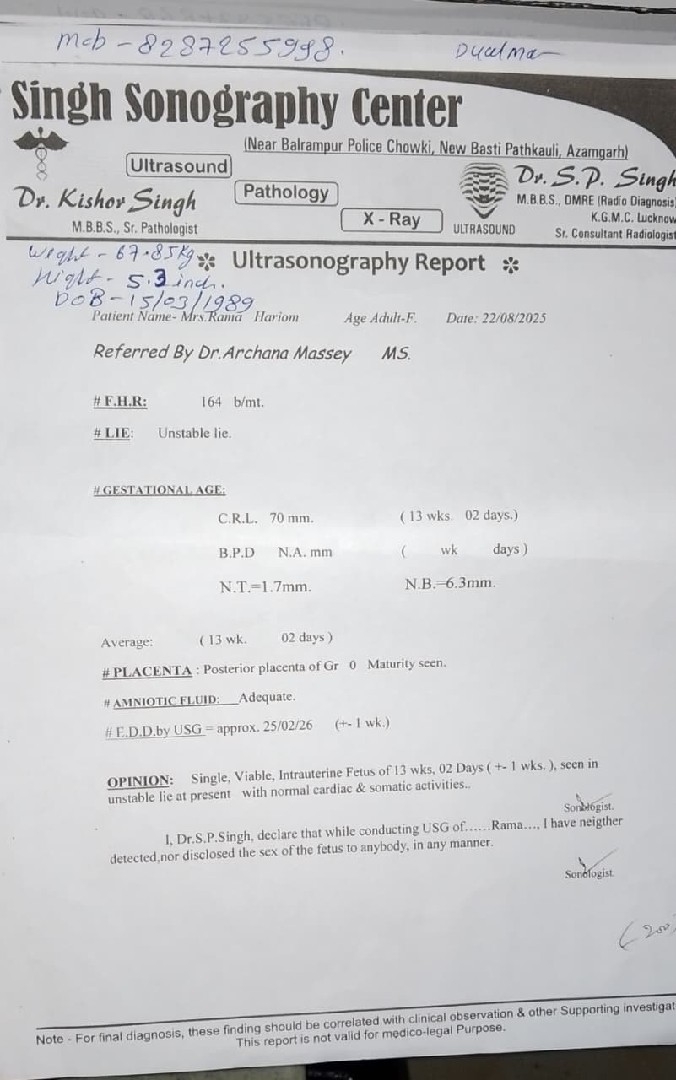 mob - 8287255998.
Singh Sonography Center
(Near Balrampur Police Chowki, New Basti Pathkauli, Azamgarh)
Ultrasound
Dr. S.P. Singh
Dr. Kishor Singh
Pathology
M.B.B.S., DMRE (Radio Diagnosis)
K.G.M.C. Lucknow
M.B.B.S., Sr. Pathologist
X - Ray
ULTRASOUND
Sr. Consultant Radiologist
Weight - 67.85kg
Ultrasonography Report
Hight - 5.3 inch.
DOB - 15/03/1989
Patient Name- Mrs.Rama Hariom Age Adult-F. Date: 22/08/2025
Referred By Dr.Archana Massey MS.
# F.H.R: 164 b/mt.
# LIE: Unstable lie.
# GESTATIONAL AGE:
C.R.L. 70 mm. ( 13 wks. 02 days.)
B.P.D N.A. mm ( wk days )
N.T.=1.7mm. N.B.=6.3mm.
Average: ( 13 wk. 02 days )
# PLACENTA : Posterior placenta of Gr 0 Maturity seen.
# AMNIOTIC FLUID: Adequate.
# E.D.D.by USG = approx. 25/02/26 (+- 1 wk.)
OPINION: Single, Viable, Intrauterine Fetus of 13 wks, 02 Days ( +- 1 wks. ), seen in
unstable lie at present with normal cardiac & somatic activities..
Sonologist.
I, Dr.S.P.Singh, declare that while conducting USG of......Rama...., I have neigther
detected,nor disclosed the sex of the fetus to anybody, in any manner.
Sonologist
Note - For final diagnosis, these finding should be correlated with clinical observation & other Supporting investigat
This report is not valid for medico-legal Purpose.